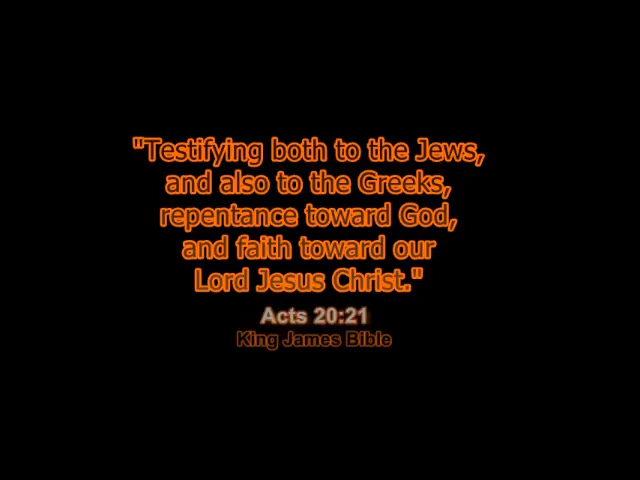 "Testifying both to the Jews,
and also to the Greeks,
repentance toward God,
and faith toward our
Lord Jesus Christ."
Acts 20:21
King James Bible